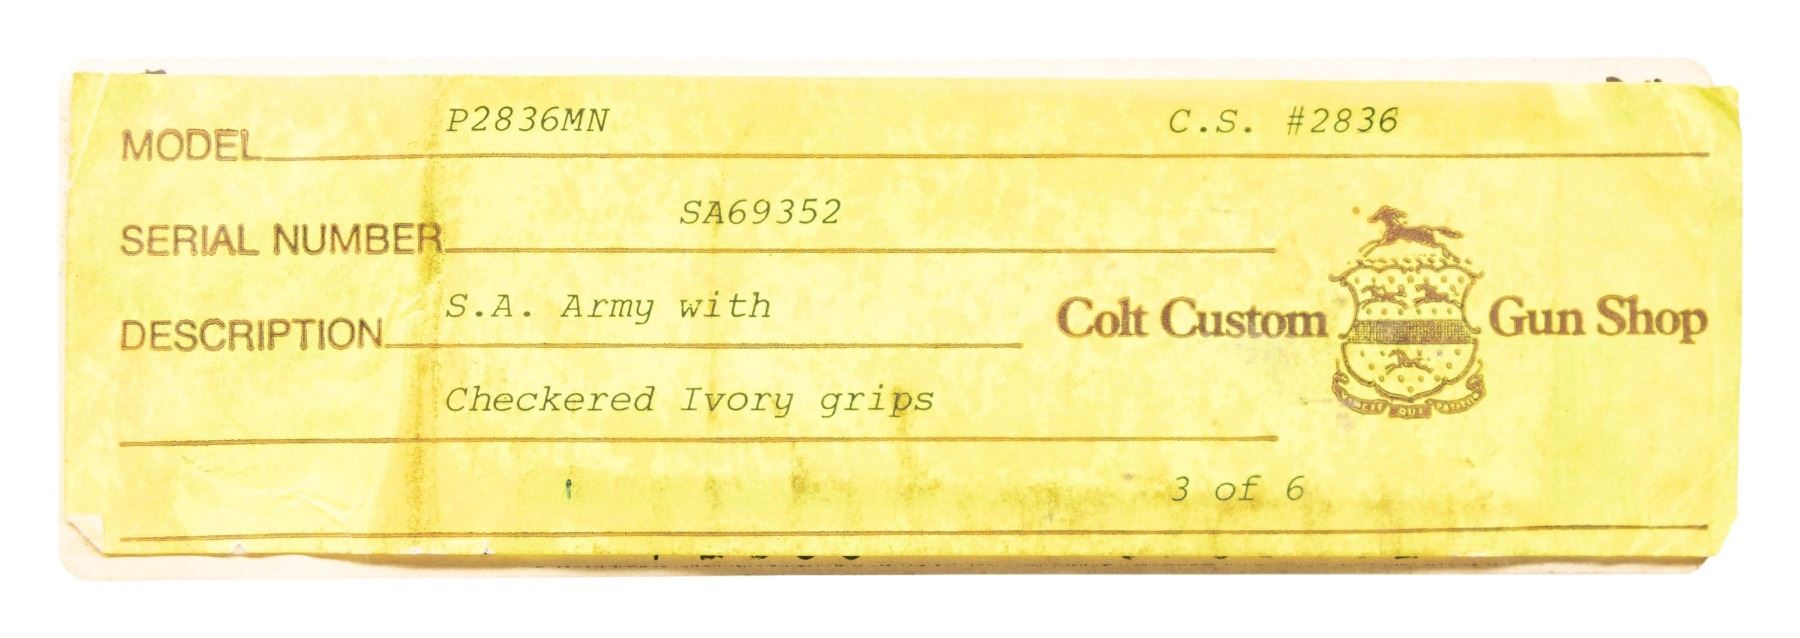 MODEL P2836MN C.S. #2836
SERIAL NUMBER SA69352
DESCRIPTION S.A. Army with
Colt Custom Gun Shop
Checkered Ivory grips
3 of 6